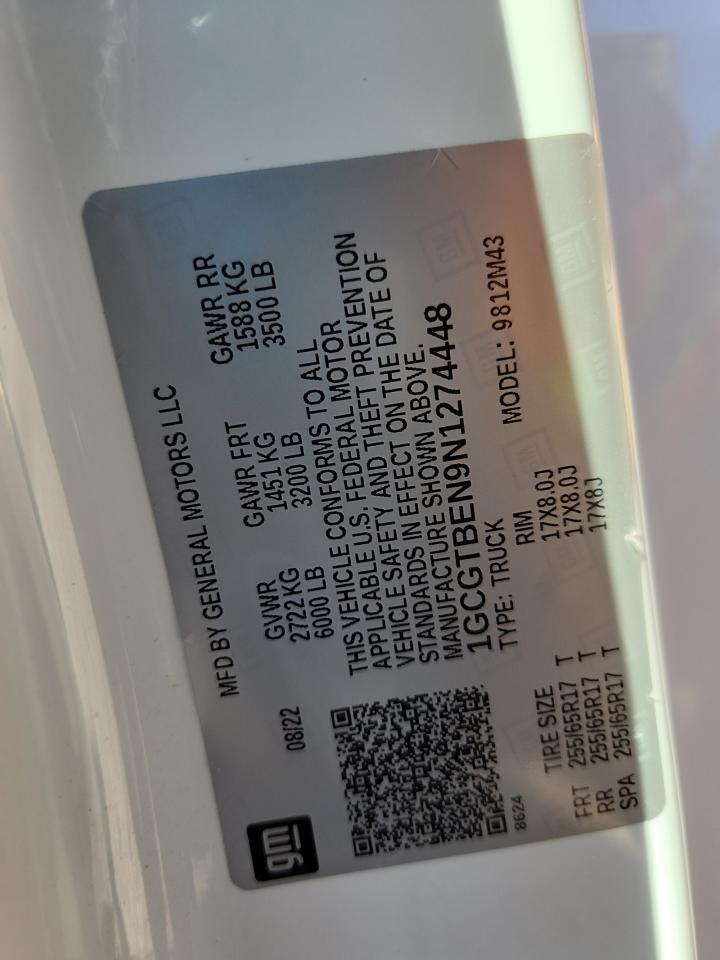 gm
MFD BY GENERAL MOTORS LLC
08/22
GVWR GAWR FRT GAWR RR
2722KG 1451 KG 1588 KG
6000 LB 3200 LB 3500 LB
THIS VEHICLE CONFORMS TO ALL
APPLICABLE U.S. FEDERAL MOTOR
VEHICLE SAFETY AND THEFT PREVENTION
STANDARDS IN EFFECT ON THE DATE OF
MANUFACTURE SHOWN ABOVE.
1GCGTBEN9N1274448
TYPE: TRUCK MODEL: 9812M43
8624
TIRE SIZE RIM
FRT 255/65R17 T 17X8.0J
RR 255/65R17 T 17X8.0J
SPA 255/65R17 T 17X8J